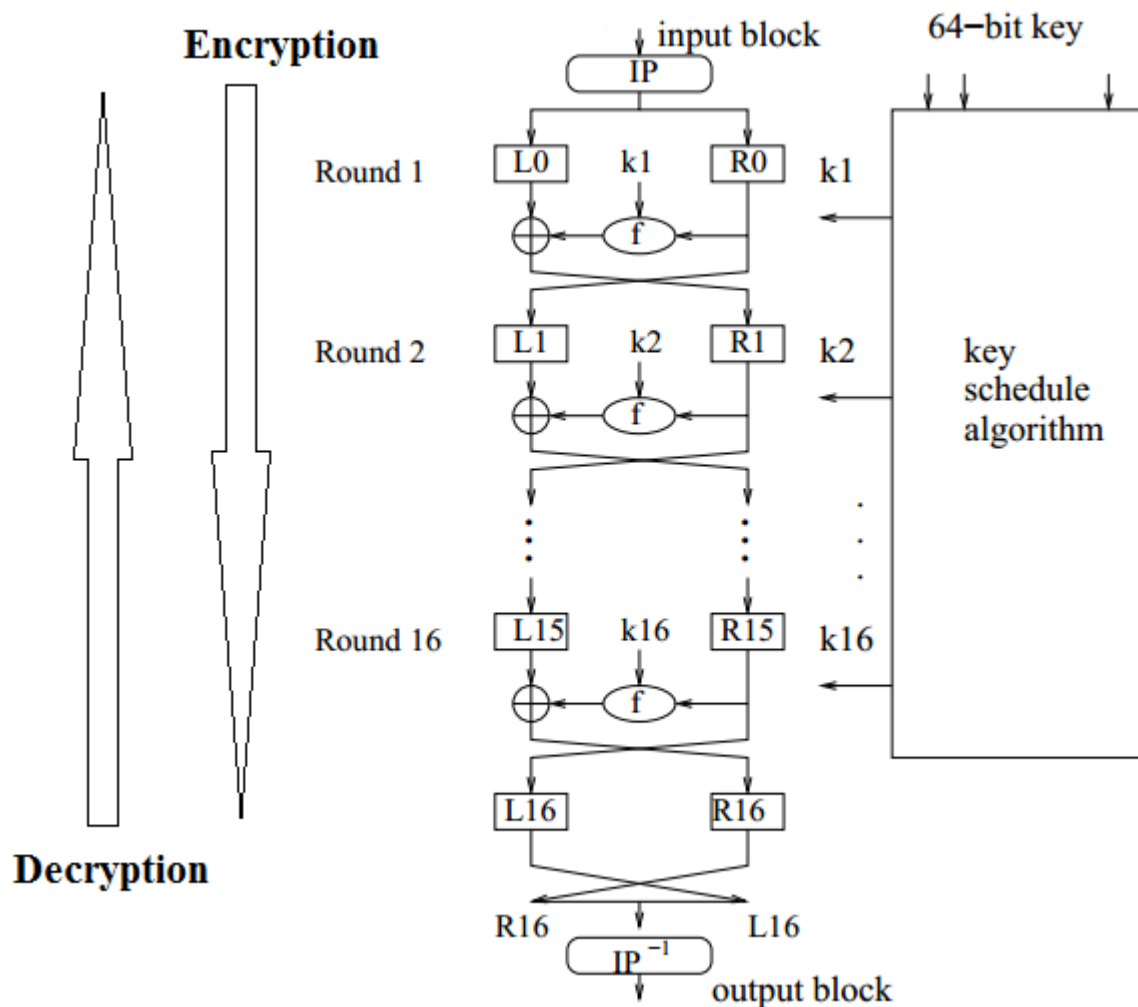 Encryption
input block
64−bit key
IP
Round 1
L0
k1
R0
k1
f
Round 2
L1
k2
R1
k2
f
key
schedule
algorithm
Round 16
L15
k16
R15
k16
f
L16
R16
Decryption
R16
L16
IP −1
output block